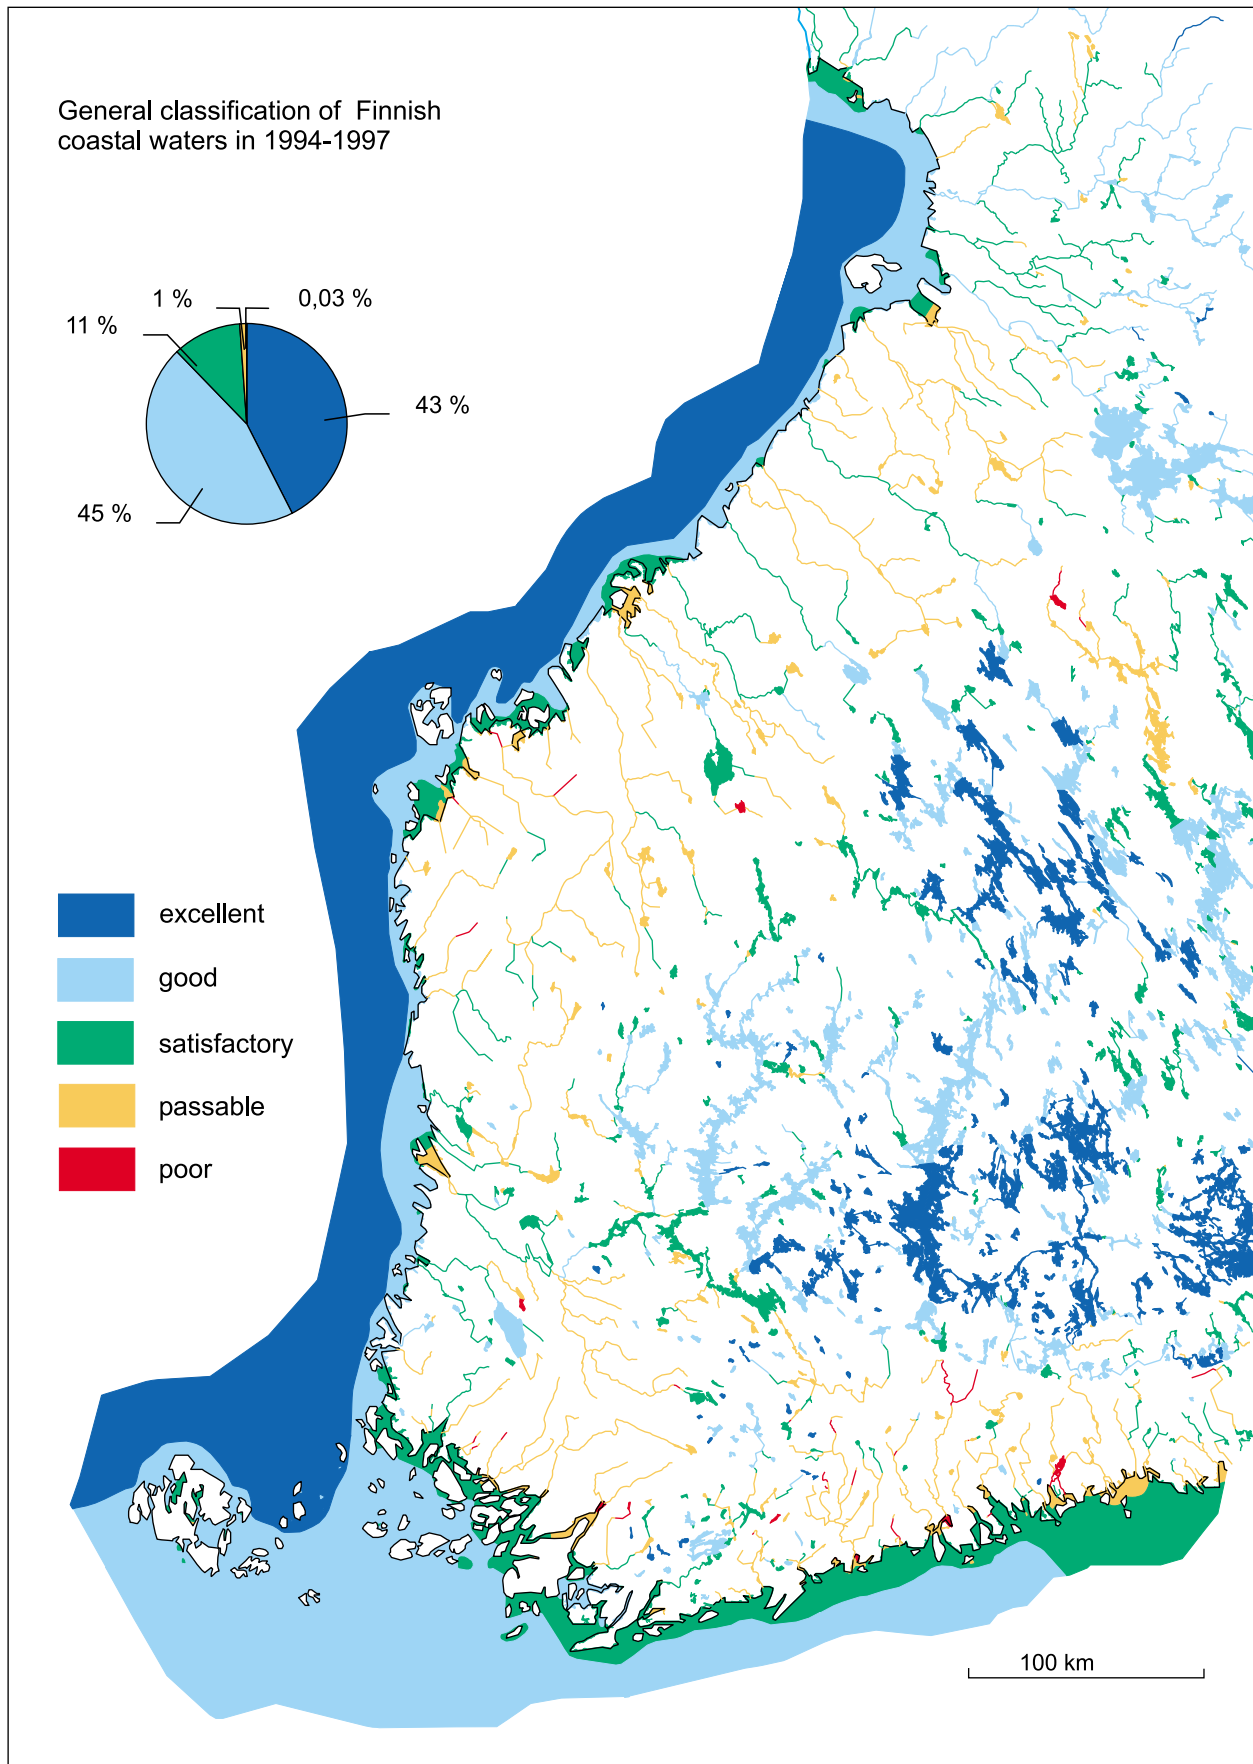 General classification of Finnish
coastal waters in 1994-1997
1 %
0,03 %
11 %
43 %
45 %
excellent
good
satisfactory
passable
poor
100 km